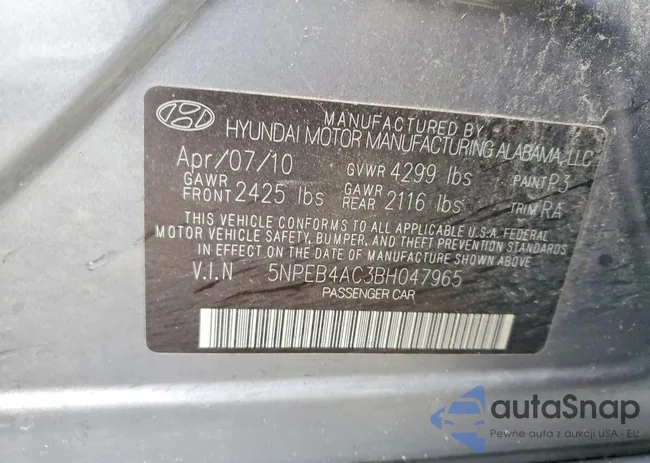 MANUFACTURED BY
HYUNDAI MOTOR MANUFACTURING ALABAMA, LLC
Apr/07/10 GVWR 4299 lbs PAINT P3
GAWR FRONT 2425 lbs GAWR REAR 2116 lbs TRIM RA
THIS VEHICLE CONFORMS TO ALL APPLICABLE U.S.A. FEDERAL
MOTOR VEHICLE SAFETY, BUMPER, AND THEFT PREVENTION STANDARDS
IN EFFECT ON THE DATE OF MANUFACTURE SHOWN ABOVE.
V.I.N 5NPEB4AC3BH047965
PASSENGER CAR
autoSnap
Pewne auta z aukcji USA i EU